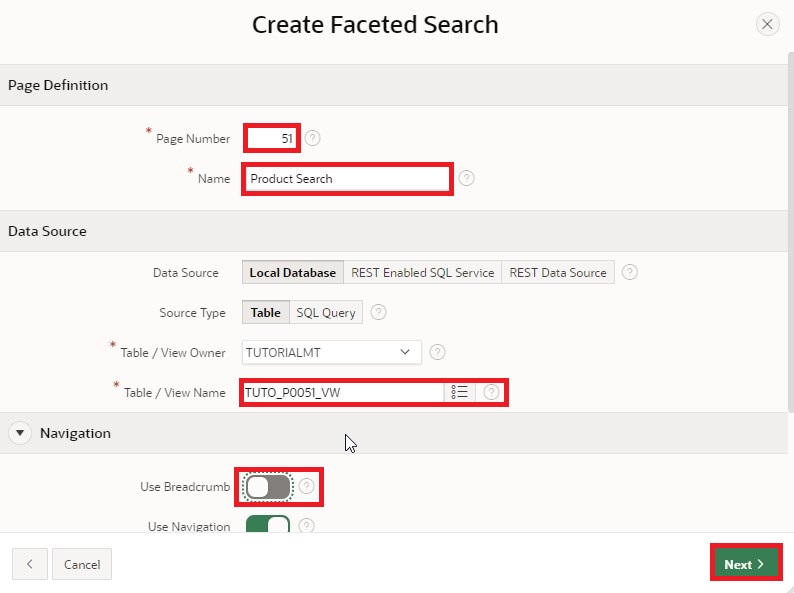 Create Faceted Search
Page Definition
* Page Number 51 ?
* Name Product Search ?
Data Source
Data Source Local Database REST Enabled SQL Service REST Data Source ?
Source Type Table SQL Query ?
* Table / View Owner TUTORIALMT ?
* Table / View Name TUTO_P0051_VW ?
Navigation
Use Breadcrumb ?
Use Navigation ?
Cancel Next